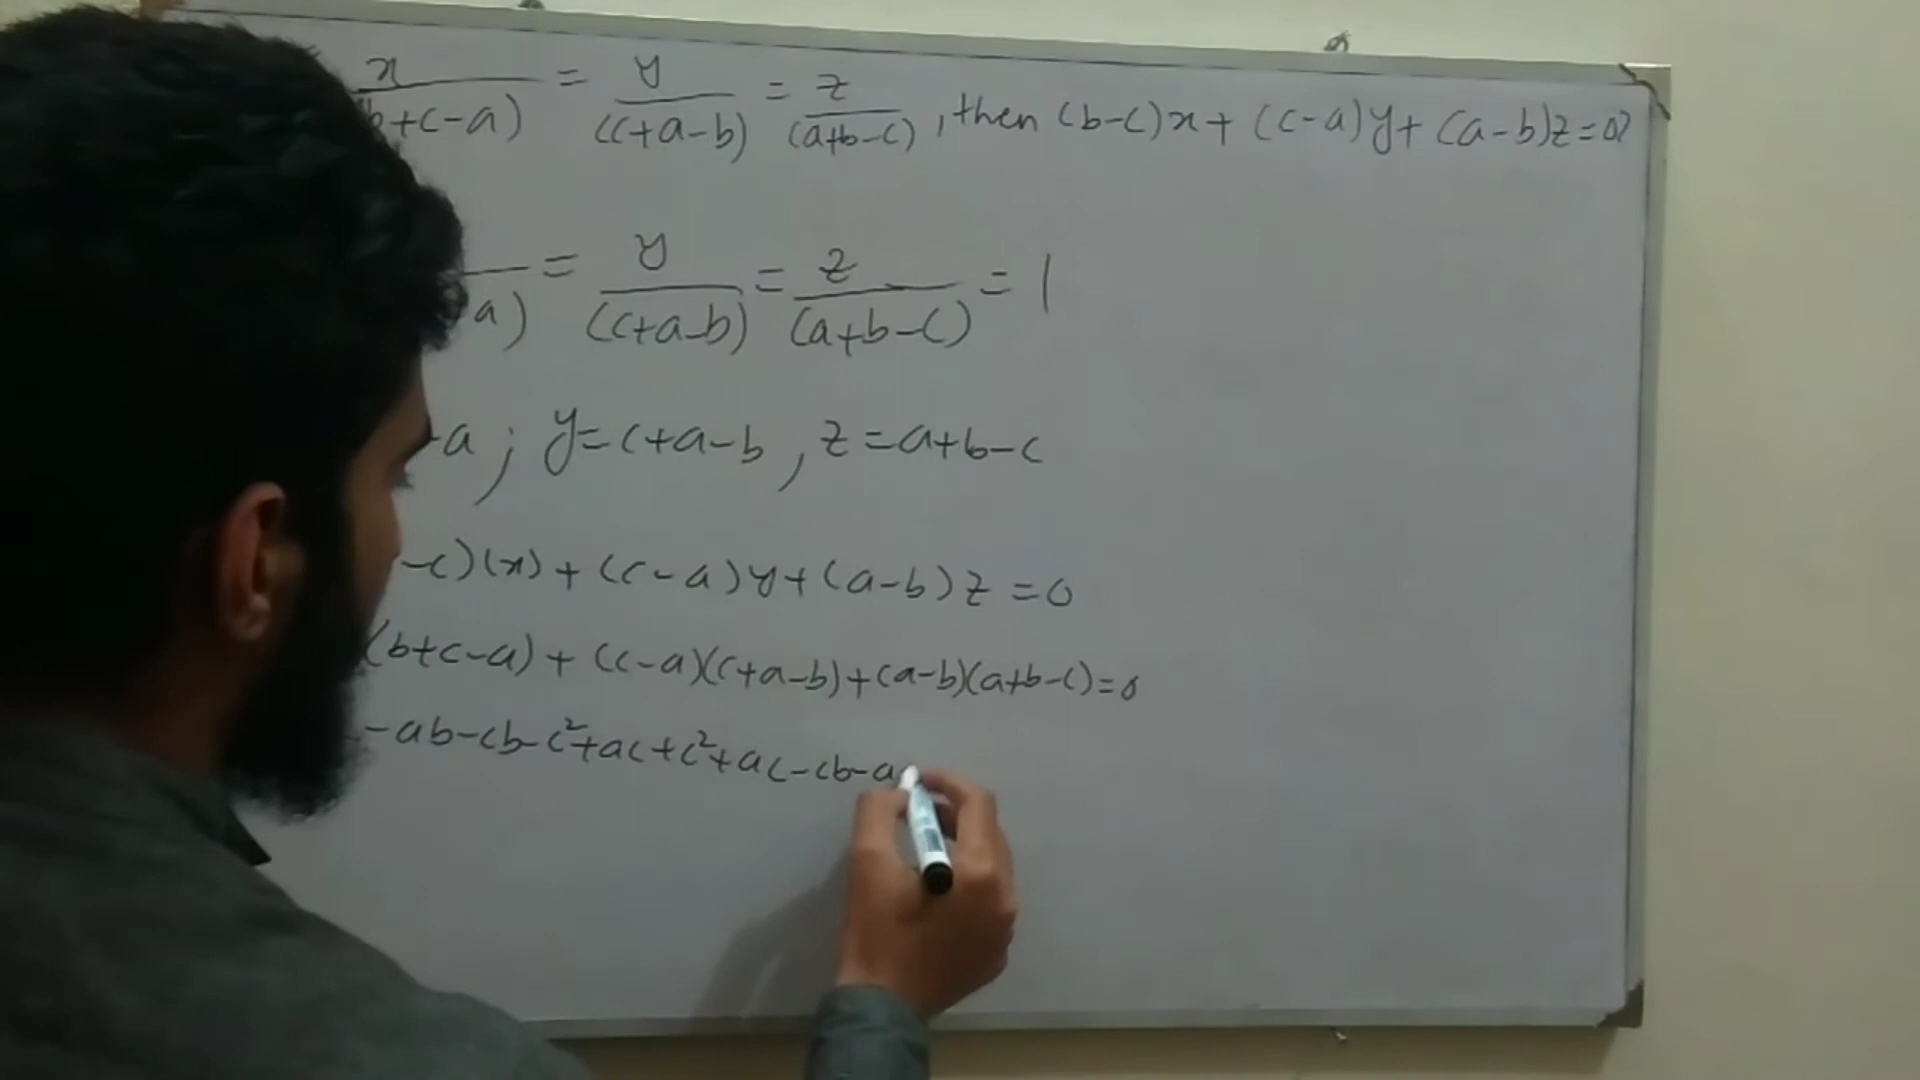 x/(b+c-a) = y/(c+a-b) = z/(a+b-c), then (b-c)x + (c-a)y + (a-b)z = 0?
a) = y/(c+a-b) = z/(a+b-c) = 1
-a ; y = c+a-b , z = a+b-c
-c)(x) + (c-a)y + (a-b)z = 0
(b+c-a) + (c-a)(c+a-b) + (a-b)(a+b-c) = 0
-ab-cb-c²+ac+c²+ac-cb-a